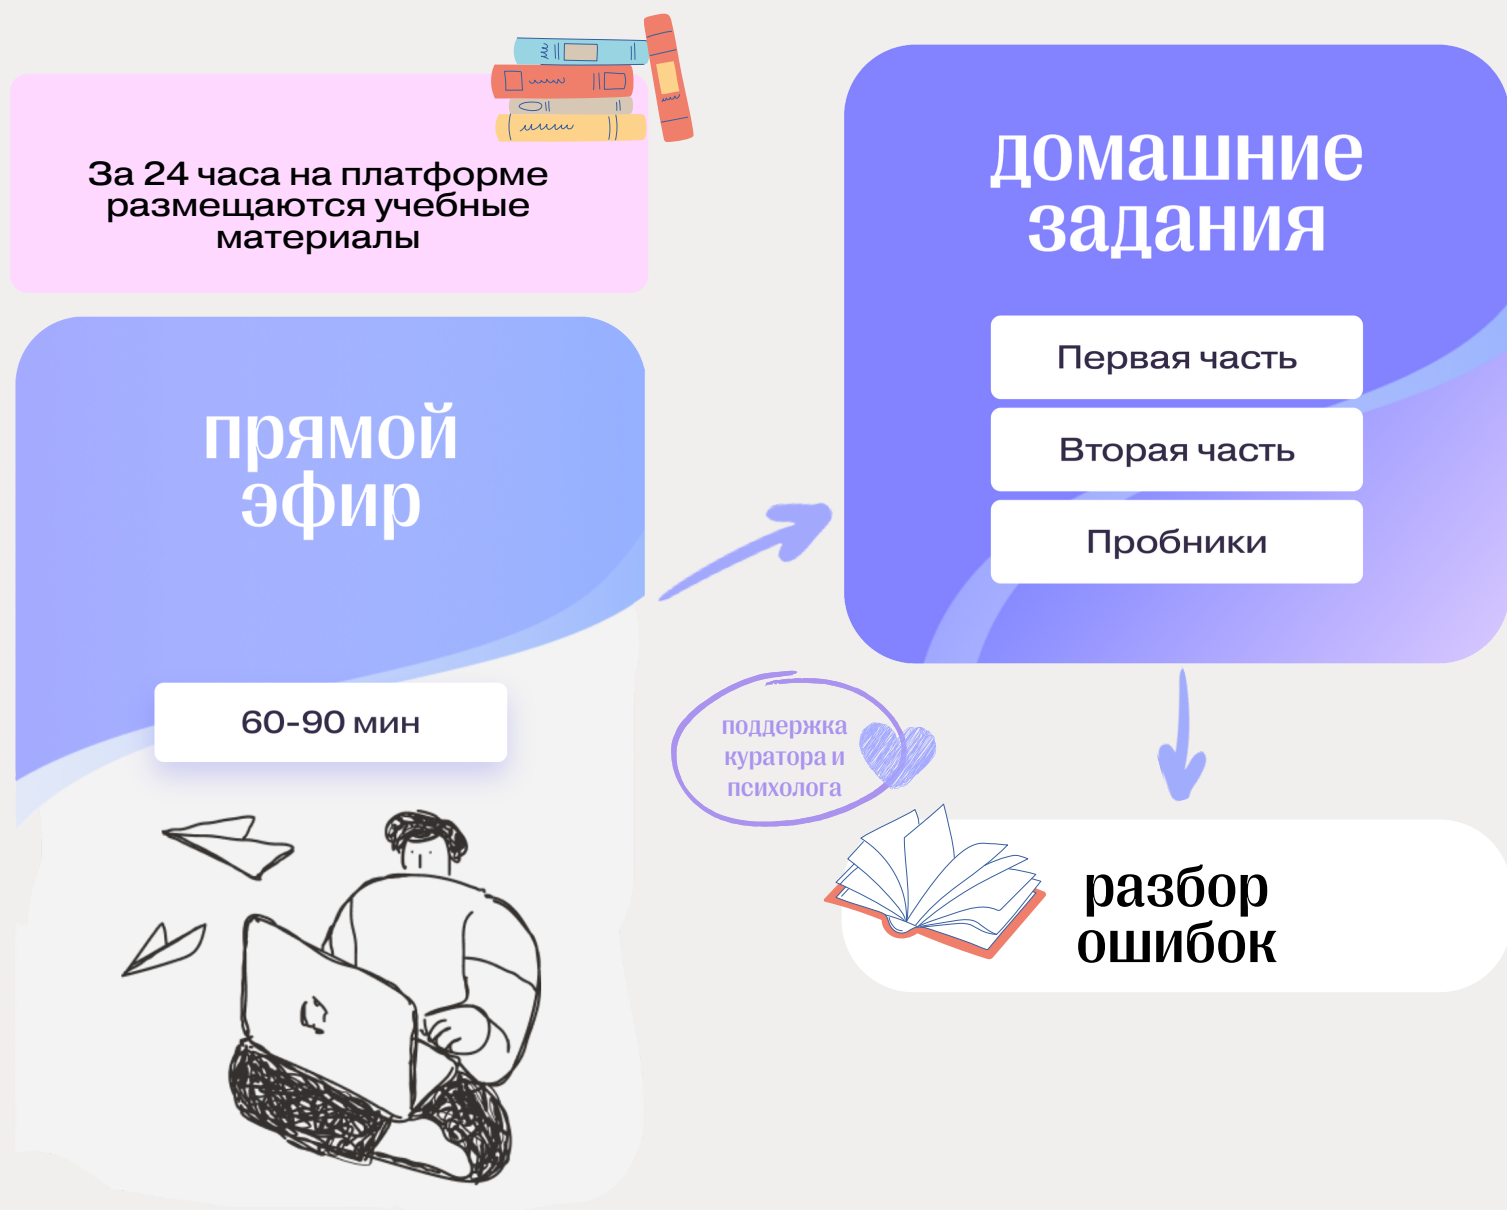 За 24 часа на платформе
размещаются учебные
материалы
прямой
эфир
60-90 мин
домашние
задания
Первая часть
Вторая часть
Пробники
поддержка
куратора и
психолога
разбор
ошибок